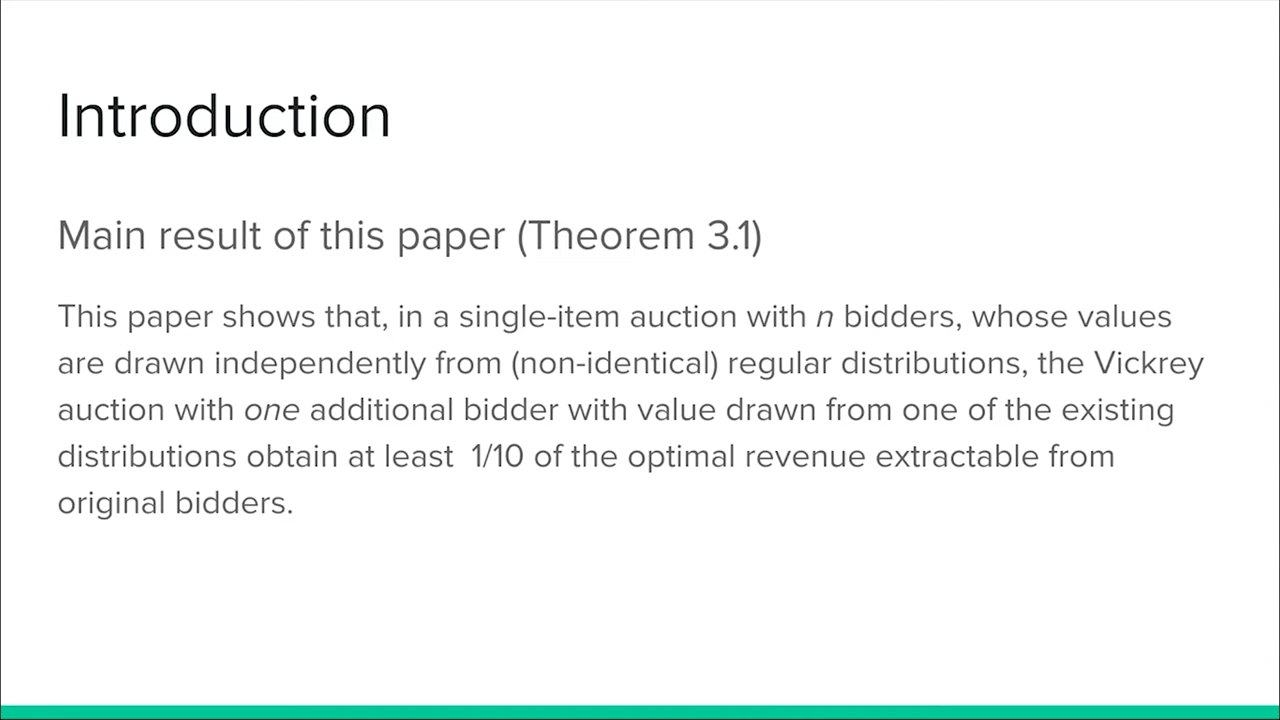 Introduction
Main result of this paper (Theorem 3.1)
This paper shows that, in a single-item auction with n bidders, whose values
are drawn independently from (non-identical) regular distributions, the Vickrey
auction with one additional bidder with value drawn from one of the existing
distributions obtain at least  1/10 of the optimal revenue extractable from
original bidders.